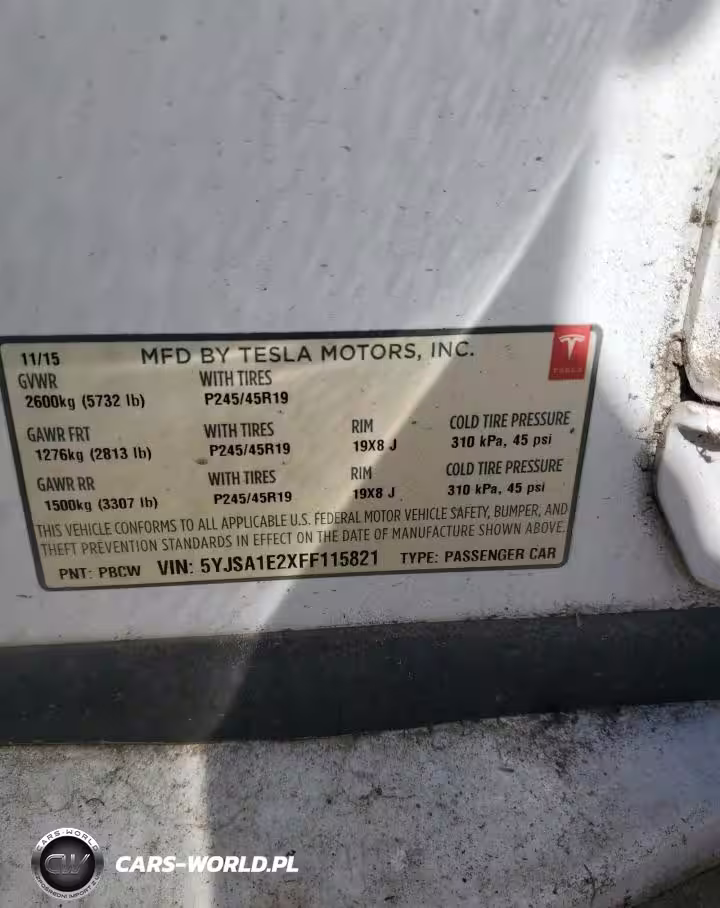 11/15 MFD BY TESLA MOTORS, INC.
TESLA
GVWR WITH TIRES
2600kg (5732 lb) P245/45R19
GAWR FRT WITH TIRES RIM COLD TIRE PRESSURE
1276kg (2813 lb) P245/45R19 19X8 J 310 kPa, 45 psi
GAWR RR WITH TIRES RIM COLD TIRE PRESSURE
1500kg (3307 lb) P245/45R19 19X8 J 310 kPa, 45 psi
THIS VEHICLE CONFORMS TO ALL APPLICABLE U.S. FEDERAL MOTOR VEHICLE SAFETY, BUMPER, AND
THEFT PREVENTION STANDARDS IN EFFECT ON THE DATE OF MANUFACTURE SHOWN ABOVE.
PNT: PBCW VIN: 5YJSA1E2XFF115821 TYPE: PASSENGER CAR
CARS-WORLD
CW
CARS-WORLD.PL